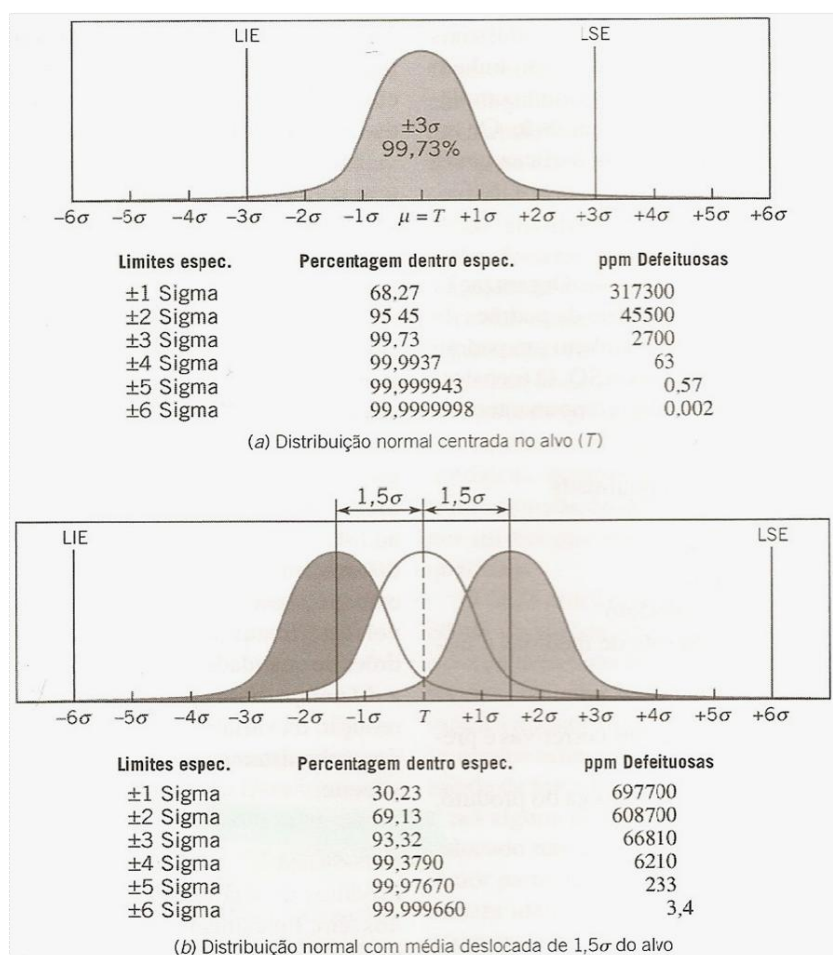 LIE LSE
±3σ
99,73%
−6σ −5σ −4σ −3σ −2σ −1σ μ = T +1σ +2σ +3σ +4σ +5σ +6σ
Limites espec. Percentagem dentro espec. ppm Defeituosas
±1 Sigma 68,27 317300
±2 Sigma 95 45 45500
±3 Sigma 99,73 2700
±4 Sigma 99,9937 63
±5 Sigma 99,999943 0,57
±6 Sigma 99,9999998 0,002
(a) Distribuição normal centrada no alvo (T)
1,5σ 1,5σ
LIE LSE
−6σ −5σ −4σ −3σ −2σ −1σ T +1σ +2σ +3σ +4σ +5σ +6σ
Limites espec. Percentagem dentro espec. ppm Defeituosas
±1 Sigma 30,23 697700
±2 Sigma 69,13 608700
±3 Sigma 93,32 66810
±4 Sigma 99,3790 6210
±5 Sigma 99,97670 233
±6 Sigma 99,999660 3,4
(b) Distribuição normal com média deslocada de 1,5σ do alvo